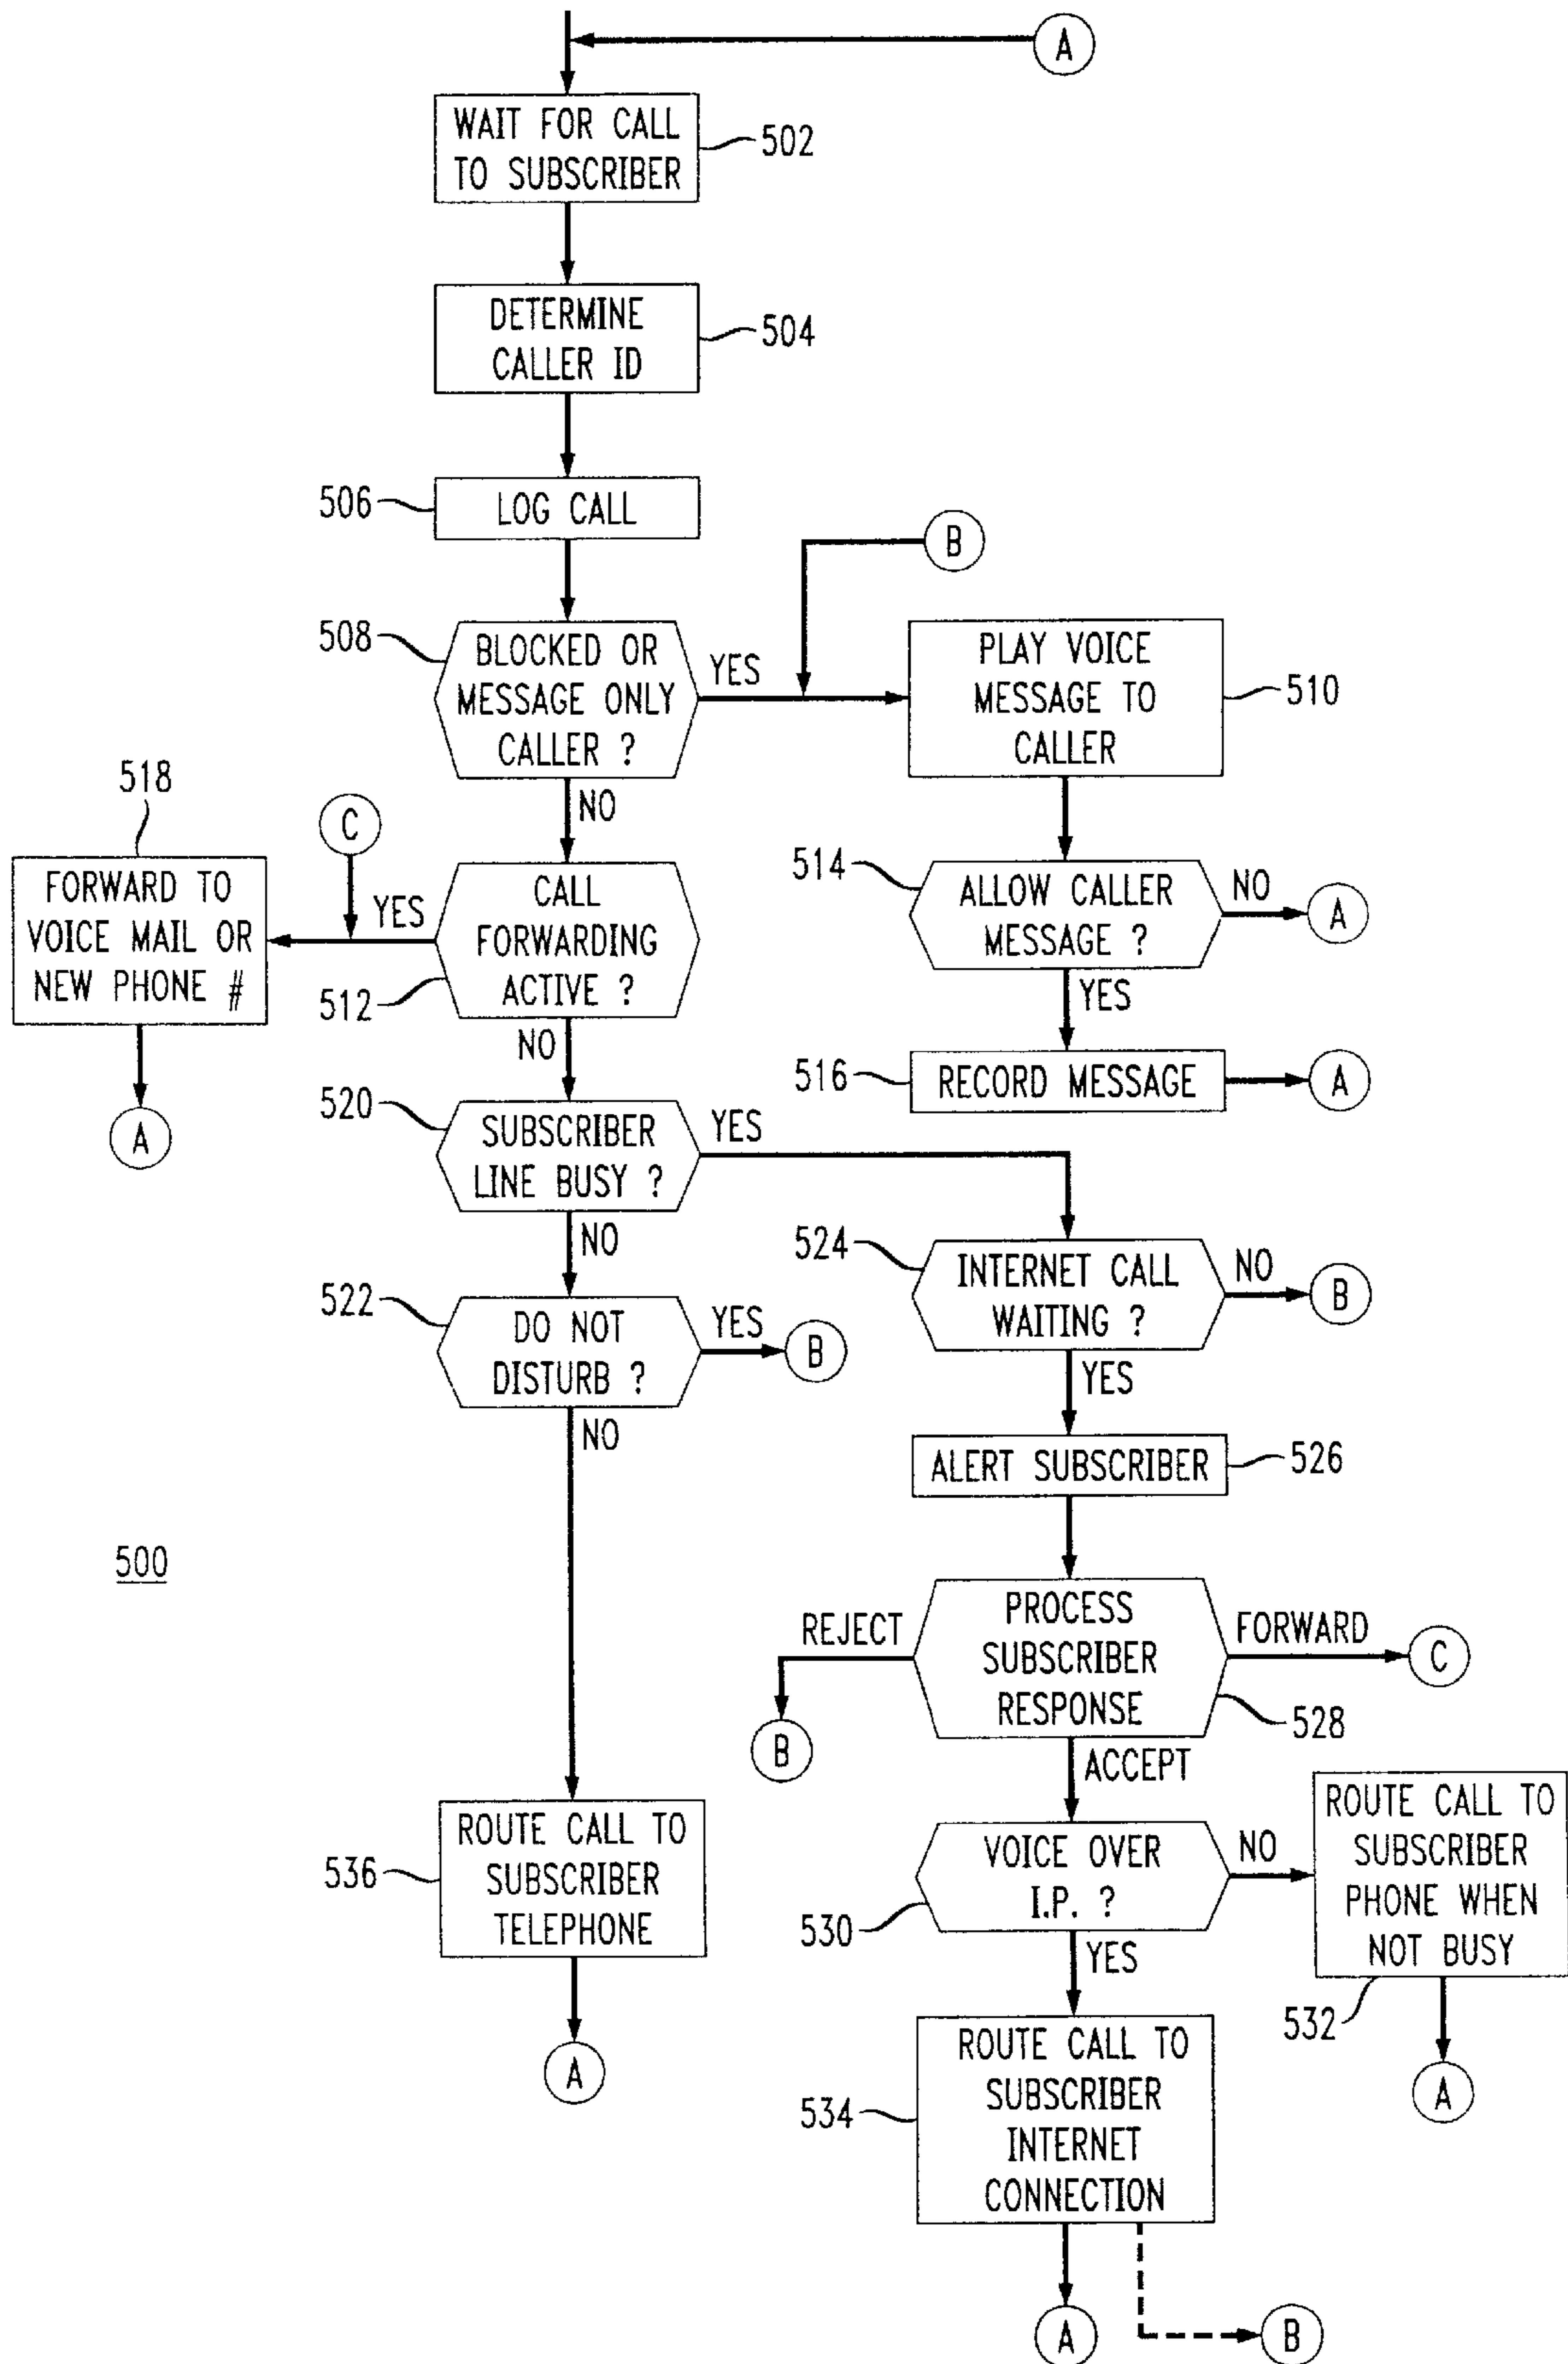 A
WAIT FOR CALL
TO SUBSCRIBER
502
DETERMINE
CALLER ID
504
506
LOG CALL
B
508
BLOCKED OR
MESSAGE ONLY
CALLER ?
YES
PLAY VOICE
MESSAGE TO
CALLER
510
NO
518
C
FORWARD TO
VOICE MAIL OR
NEW PHONE #
YES
CALL
FORWARDING
ACTIVE ?
512
514
ALLOW CALLER
MESSAGE ?
NO
A
YES
NO
516
RECORD MESSAGE
A
A
520
SUBSCRIBER
LINE BUSY ?
YES
NO
524
INTERNET CALL
WAITING ?
NO
B
522
DO NOT
DISTURB ?
YES
B
YES
NO
ALERT SUBSCRIBER
526
500
REJECT
PROCESS
SUBSCRIBER
RESPONSE
FORWARD
C
528
B
ACCEPT
536
ROUTE CALL TO
SUBSCRIBER
TELEPHONE
VOICE OVER
I.P. ?
530
NO
ROUTE CALL TO
SUBSCRIBER
PHONE WHEN
NOT BUSY
532
YES
A
534
ROUTE CALL TO
SUBSCRIBER
INTERNET
CONNECTION
A
A
B